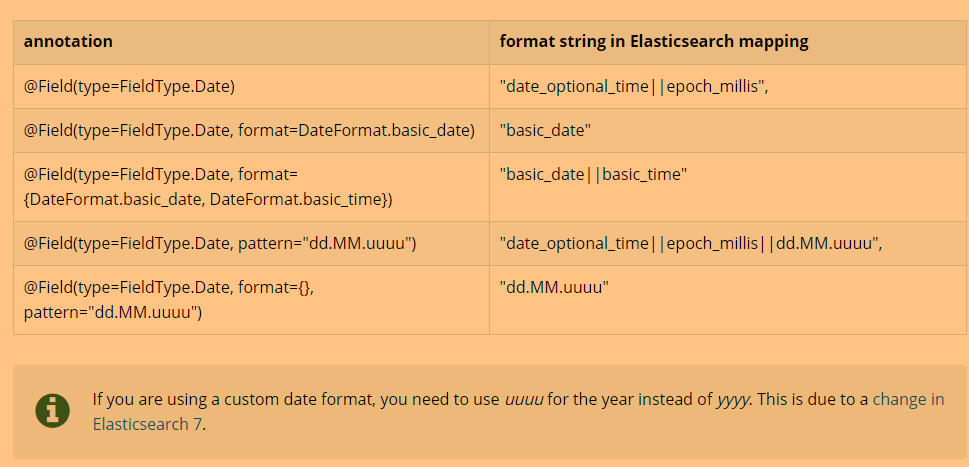 annotation
format string in Elasticsearch mapping
@Field(type=FieldType.Date)
"date_optional_time||epoch_millis",
@Field(type=FieldType.Date, format=DateFormat.basic_date)
"basic_date"
@Field(type=FieldType.Date, format=
{DateFormat.basic_date, DateFormat.basic_time})
"basic_date||basic_time"
@Field(type=FieldType.Date, pattern="dd.MM.uuuu")
"date_optional_time||epoch_millis||dd.MM.uuuu",
@Field(type=FieldType.Date, format={},
pattern="dd.MM.uuuu")
"dd.MM.uuuu"
If you are using a custom date format, you need to use uuuu for the year instead of yyyy. This is due to a change in
Elasticsearch 7.